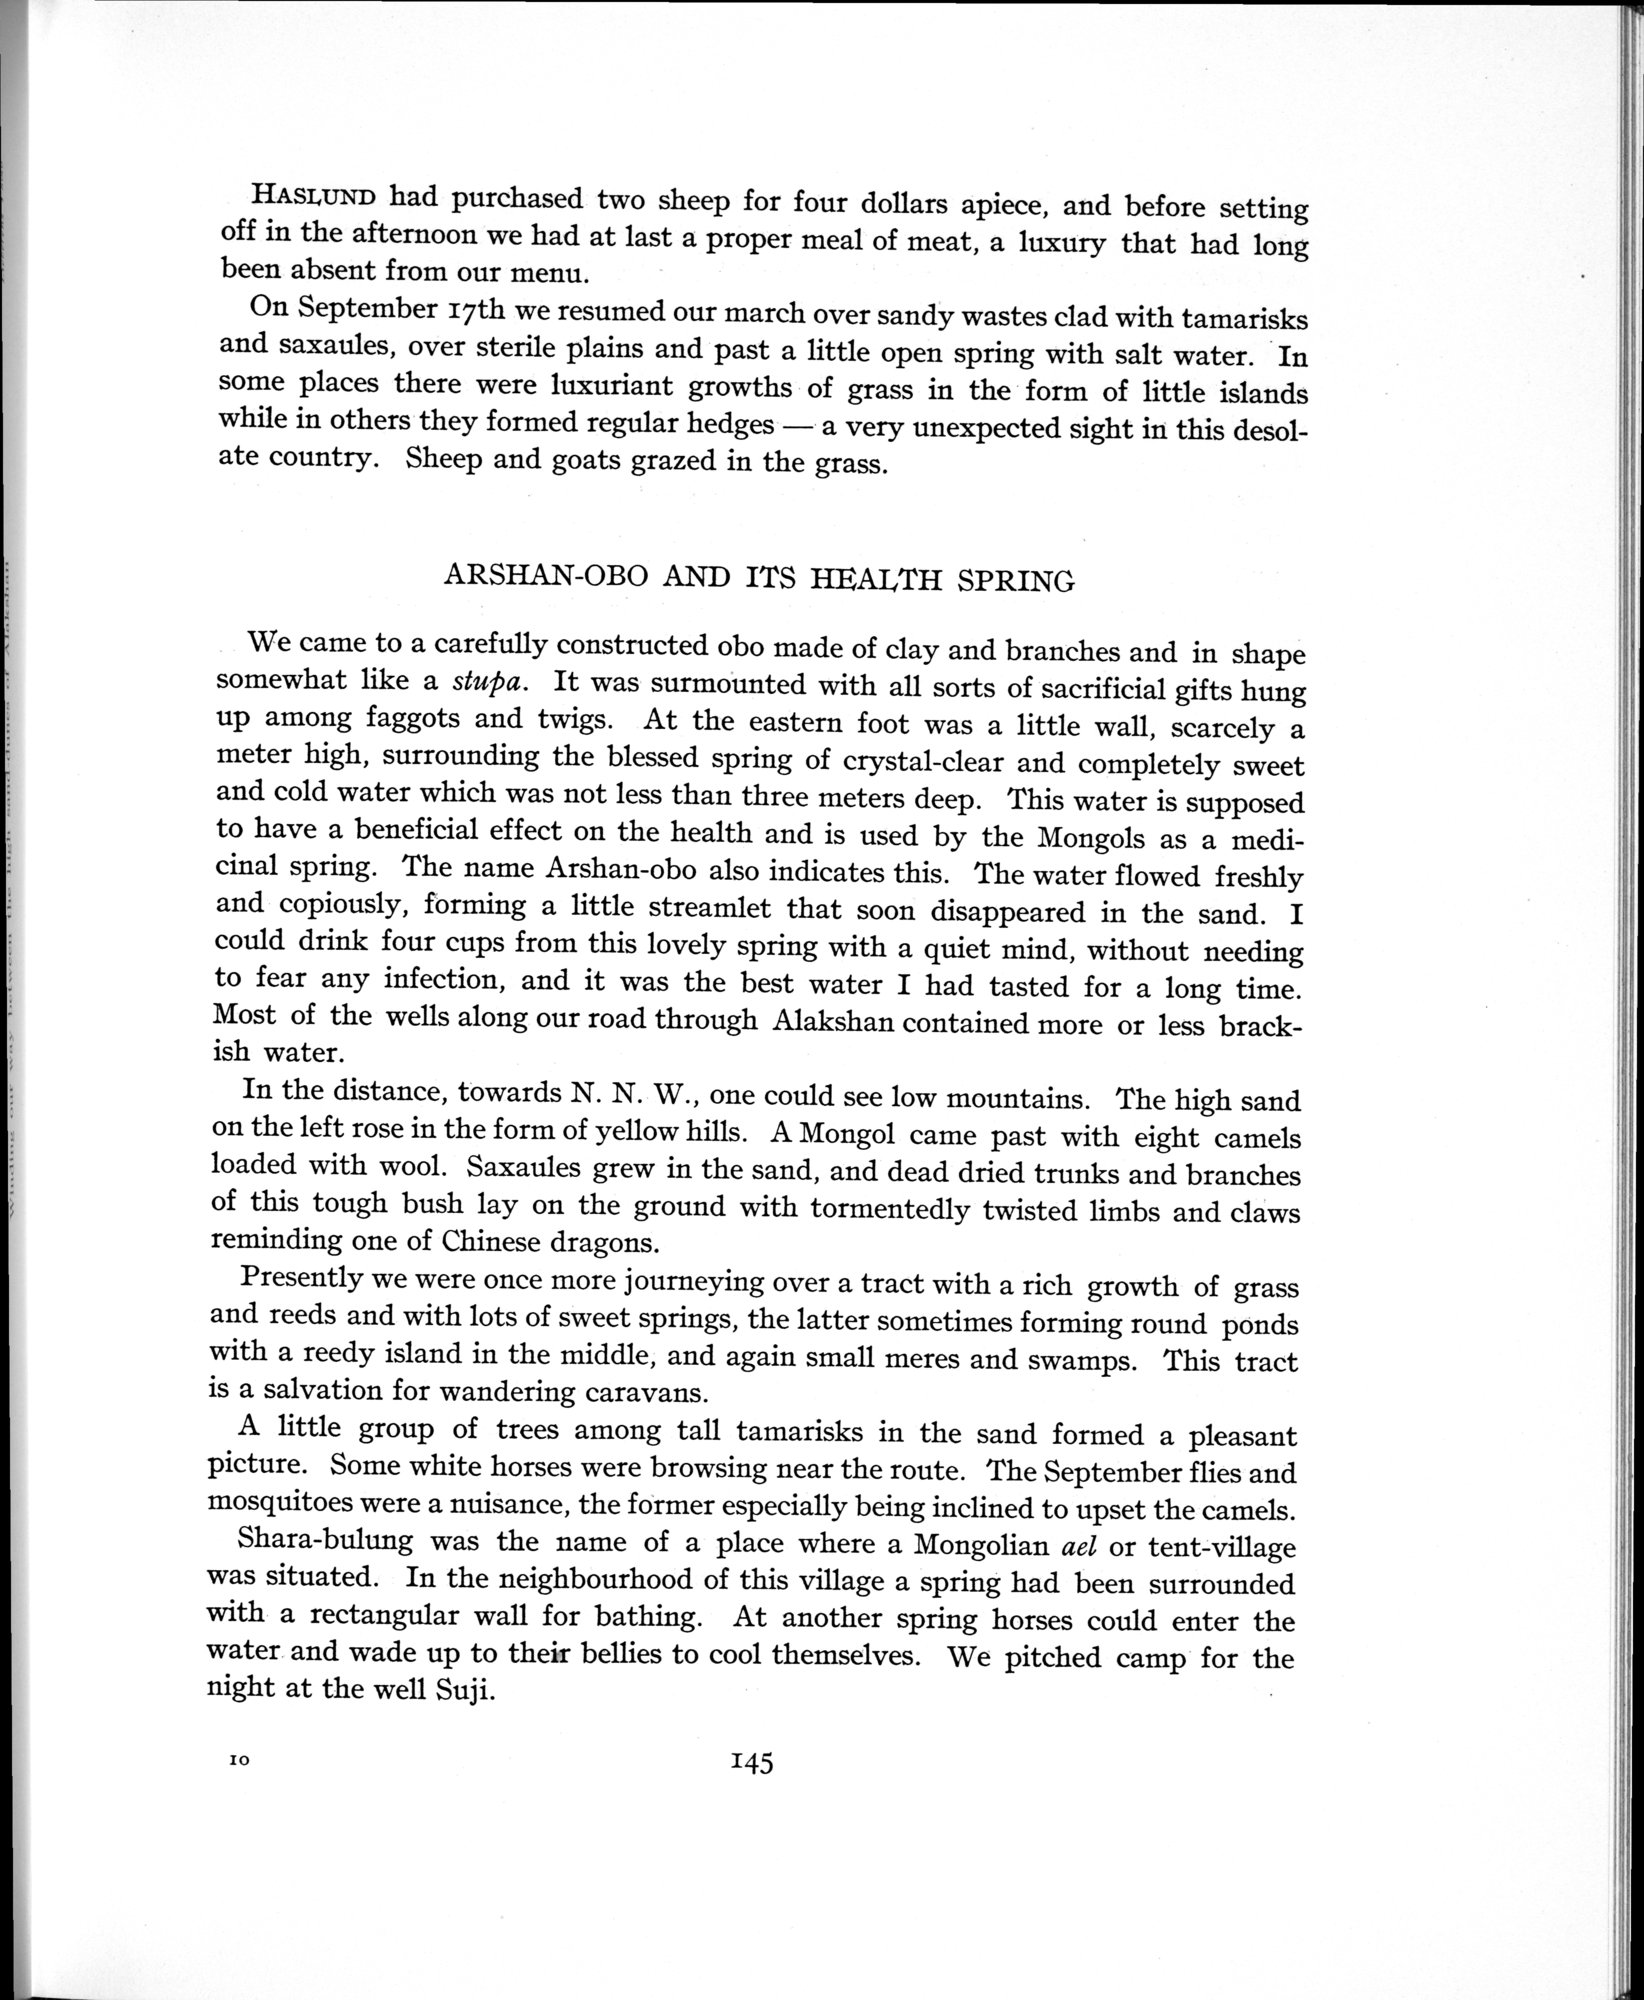 HASLUND had purchased two sheep for four dollars apiece, and before setting
off in the afternoon we had at last a proper meal of meat, a luxury that had long
been absent from our menu.
On September 17th we resumed our march over sandy wastes clad with tamarisks
and saxaules, over sterile plains and past a little open spring with salt water. In
some places there were luxuriant growths of grass in the form of little islands
while in others they formed regular hedges — a very unexpected sight in this desol-
ate country. Sheep and goats grazed in the grass.
ARSHAN-OBO AND ITS HEALTH SPRING
We came to a carefully constructed obo made of clay and branches and in shape
somewhat like a stupa. It was surmounted with all sorts of sacrificial gifts hung
up among faggots and twigs. At the eastern foot was a little wall, scarcely a
meter high, surrounding the blessed spring of crystal-clear and completely sweet
and cold water which was not less than three meters deep. This water is supposed
to have a beneficial effect on the health and is used by the Mongols as a medi-
cinal spring. The name Arshan-obo also indicates this. The water flowed freshly
and copiously, forming a little streamlet that soon disappeared in the sand. I
could drink four cups from this lovely spring with a quiet mind, without needing
to fear any infection, and it was the best water I had tasted for a long time.
Most of the wells along our road through Alakshan contained more or less brack-
ish water.
In the distance, towards N. N. W., one could see low mountains. The high sand
on the left rose in the form of yellow hills. A Mongol came past with eight camels
loaded with wool. Saxaules grew in the sand, and dead dried trunks and branches
of this tough bush lay on the ground with tormentedly twisted limbs and claws
reminding one of Chinese dragons.
Presently we were once more journeying over a tract with a rich growth of grass
and reeds and with lots of sweet springs, the latter sometimes forming round ponds
with a reedy island in the middle, and again small meres and swamps. This tract
is a salvation for wandering caravans.
A little group of trees among tall tamarisks in the sand formed a pleasant
picture. Some white horses were browsing near the route. The September flies and
mosquitoes were a nuisance, the former especially being inclined to upset the camels.
Shara-bulung was the name of a place where a Mongolian ael or tent-village
was situated. In the neighbourhood of this village a spring had been surrounded
with a rectangular wall for bathing. At another spring horses could enter the
water and wade up to their bellies to cool themselves. We pitched camp for the
night at the well Suji.
10
145